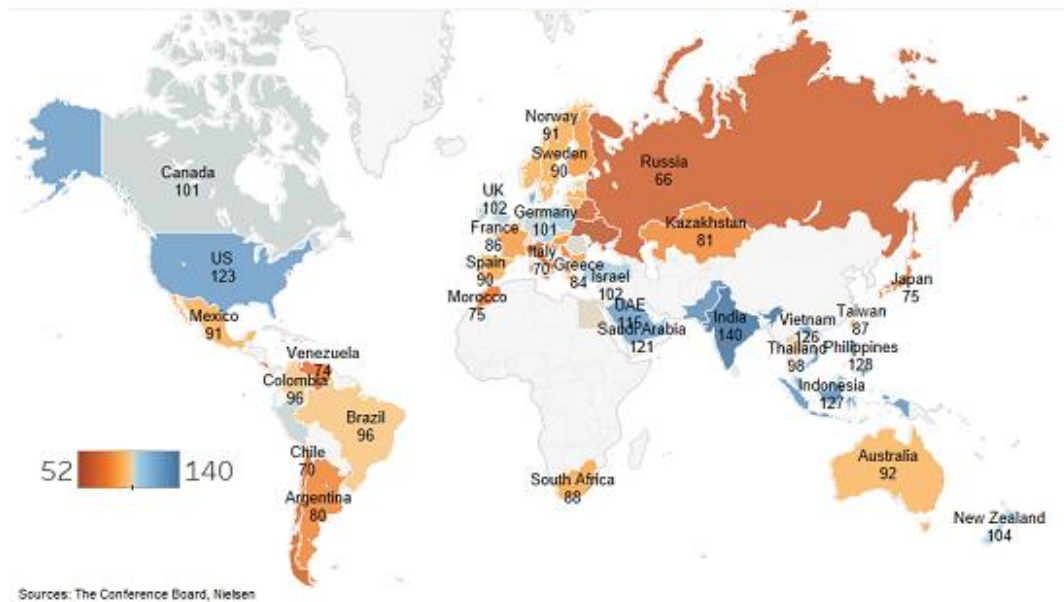 Norway
91
Sweden
90
Russia
66
Canada
101
UK
102
Germany
101
Kazakhstan
81
France
86
Italy
70
Greece
84
Spain
90
Israel
102
US
123
Japan
75
Morocco
75
UAE
115
India
140
Taiwan
87
Mexico
91
Saudi Arabia
121
Vietnam
126
Thailand
98
Philippines
128
Venezuela
74
Colombia
96
Indonesia
127
Brazil
96
Chile
70
52
140
Australia
92
South Africa
88
Argentina
80
New Zealand
104
Sources: The Conference Board, Nielsen